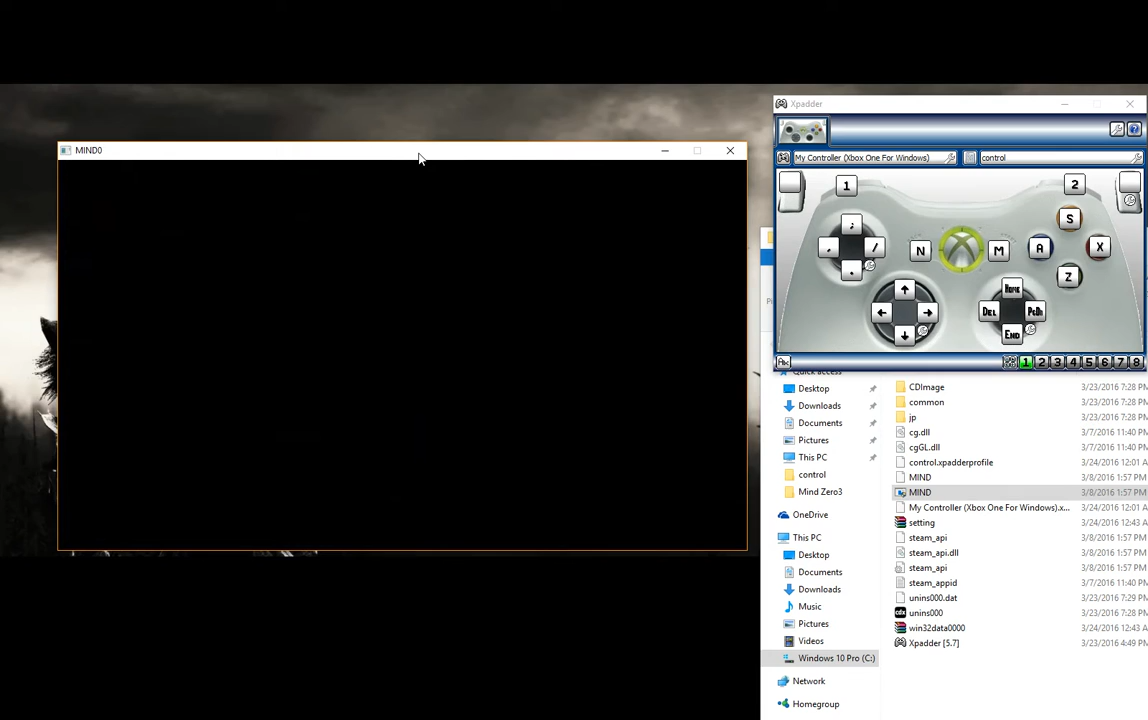 MIND0
Xpadder
My Controller (Xbox One For Windows)
control
1
2
;
,
/
.
N
M
S
A
X
Z
↑
←
→
↓
HOME
DEL
PGDN
END
1 2 3 4 5 6 7 8
Quick access
Desktop
Downloads
Documents
Pictures
This PC
control
Mind Zero3
OneDrive
This PC
Desktop
Documents
Downloads
Music
Pictures
Videos
Windows 10 Pro (C:)
Network
Homegroup
CDImage 3/23/2016 7:28 PM
common 3/23/2016 7:28 PM
jp 3/23/2016 7:28 PM
cg.dll 3/7/2016 11:40 PM
cgGL.dll 3/7/2016 11:40 PM
control.xpadderprofile 3/24/2016 12:01 A
MIND 3/8/2016 1:57 PM
MIND 3/8/2016 1:57 PM
My Controller (Xbox One For Windows).x... 3/24/2016 12:01 A
setting 3/24/2016 12:43 A
steam_api 3/8/2016 1:57 PM
steam_api.dll 3/8/2016 1:57 PM
steam_api 3/8/2016 1:57 PM
steam_appid 3/7/2016 11:40 PM
unins000.dat 3/23/2016 7:29 PM
unins000 3/23/2016 7:28 PM
win32data0000 3/24/2016 12:43 A
Xpadder [5.7] 3/23/2016 4:49 PM